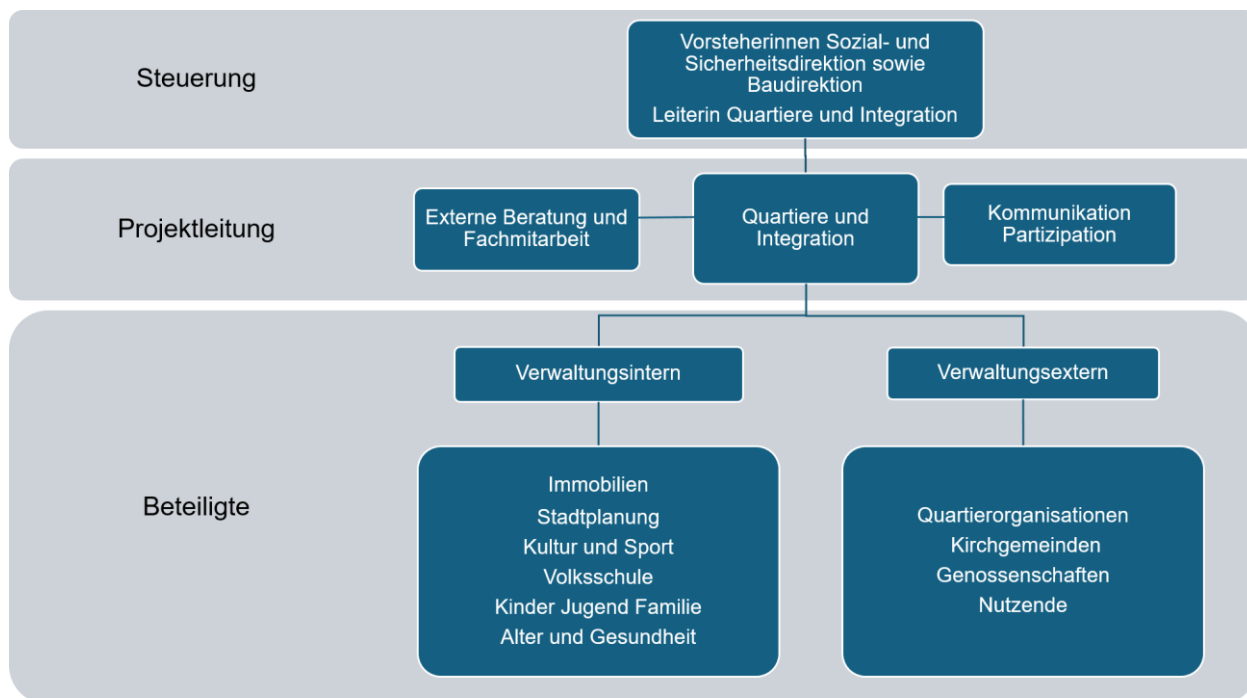 Steuerung
Vorsteherinnen Sozial- und
Sicherheitsdirektion sowie
Baudirektion
Leiterin Quartiere und Integration
Projektleitung
Externe Beratung und
Fachmitarbeit
Quartiere und
Integration
Kommunikation
Partizipation
Beteiligte
Verwaltungsintern
Immobilien
Stadtplanung
Kultur und Sport
Volksschule
Kinder Jugend Familie
Alter und Gesundheit
Verwaltungsextern
Quartierorganisationen
Kirchgemeinden
Genossenschaften
Nutzende